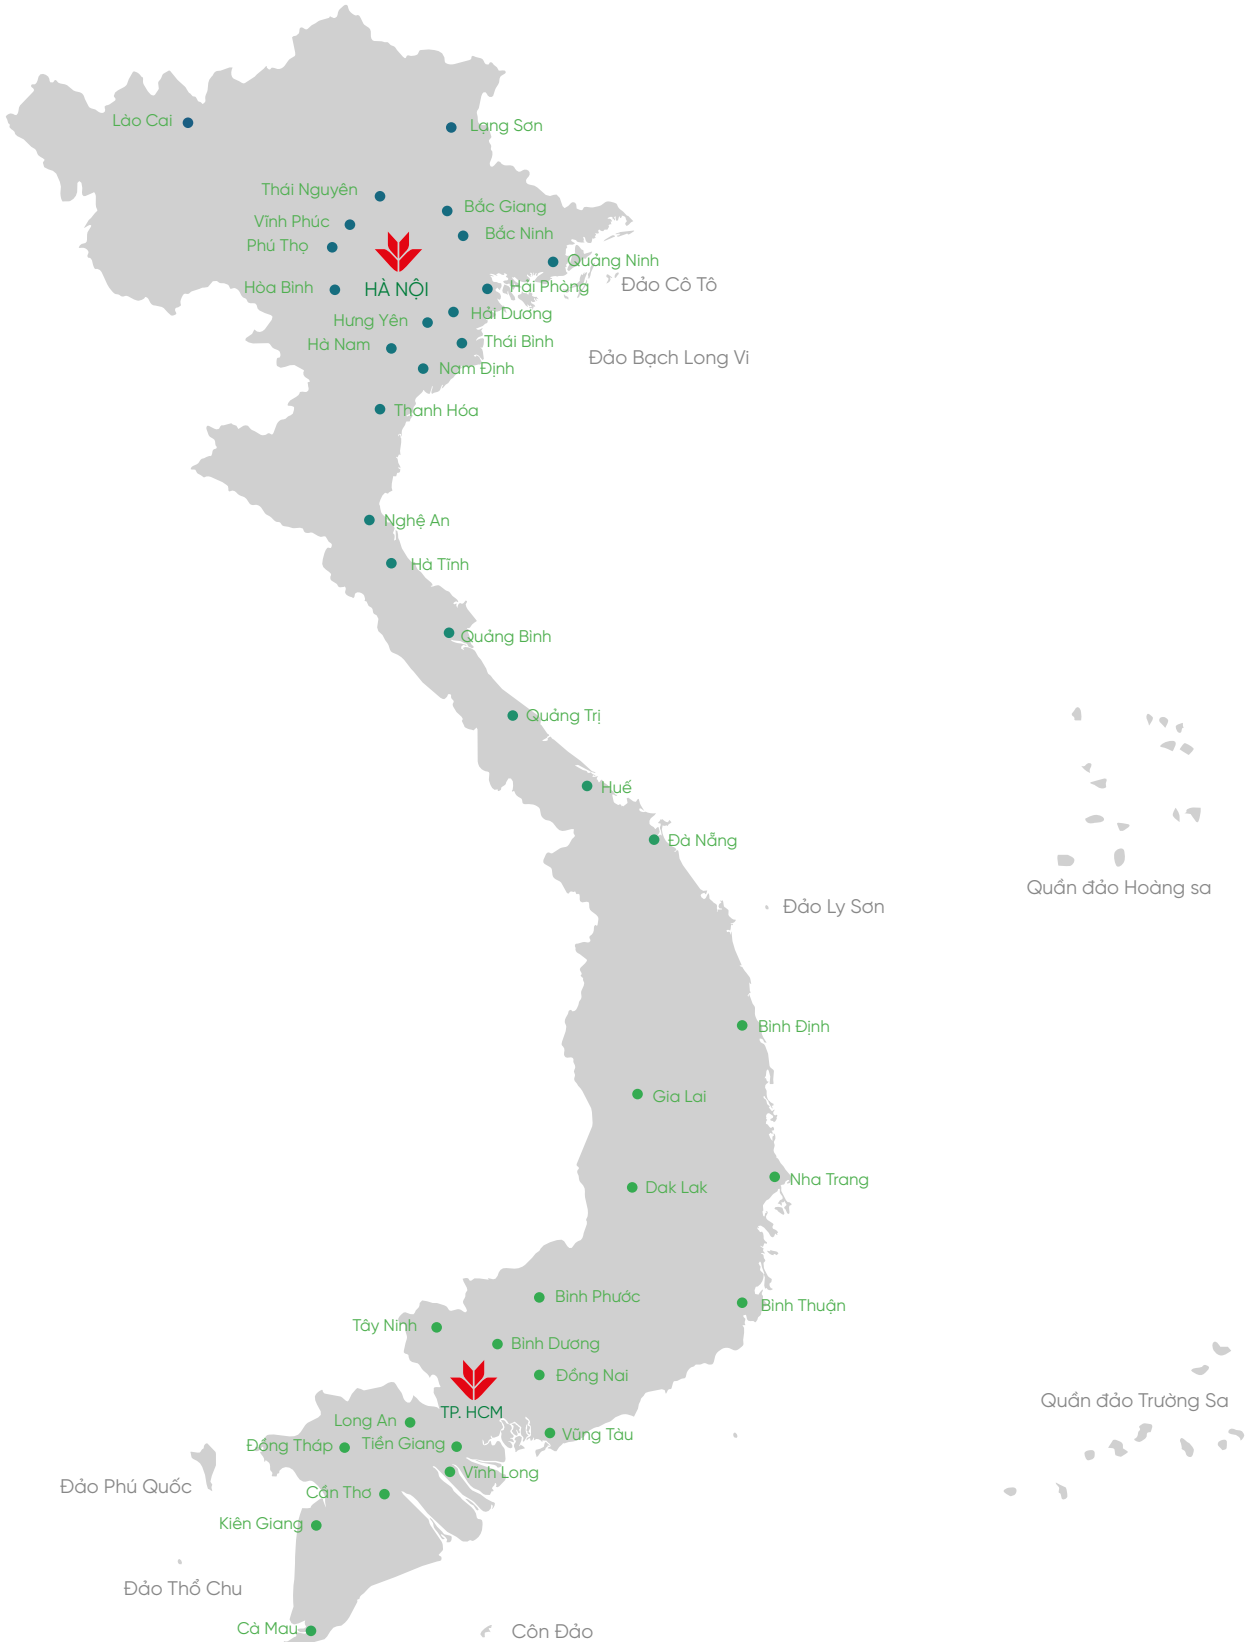 Lào Cai
Lạng Sơn
Thái Nguyên
Bắc Giang
Vĩnh Phúc
Bắc Ninh
Phú Thọ
Quảng Ninh
Đảo Cô Tô
Hòa Bình
HÀ NỘI
Hải Phòng
Hải Dương
Hưng Yên
Hà Nam
Thái Bình
Đảo Bạch Long Vi
Nam Định
Thanh Hóa
Nghệ An
Hà Tĩnh
Quảng Bình
Quảng Trị
Huế
Đà Nẵng
Quần đảo Hoàng sa
Đảo Ly Sơn
Bình Định
Gia Lai
Nha Trang
Dak Lak
Bình Phước
Bình Thuận
Tây Ninh
Bình Dương
Đồng Nai
Quần đảo Trường Sa
TP. HCM
Long An
Vũng Tàu
Đồng Tháp
Tiền Giang
Vĩnh Long
Đảo Phú Quốc
Cần Thơ
Kiên Giang
Đảo Thổ Chu
Cà Mau
Côn Đảo